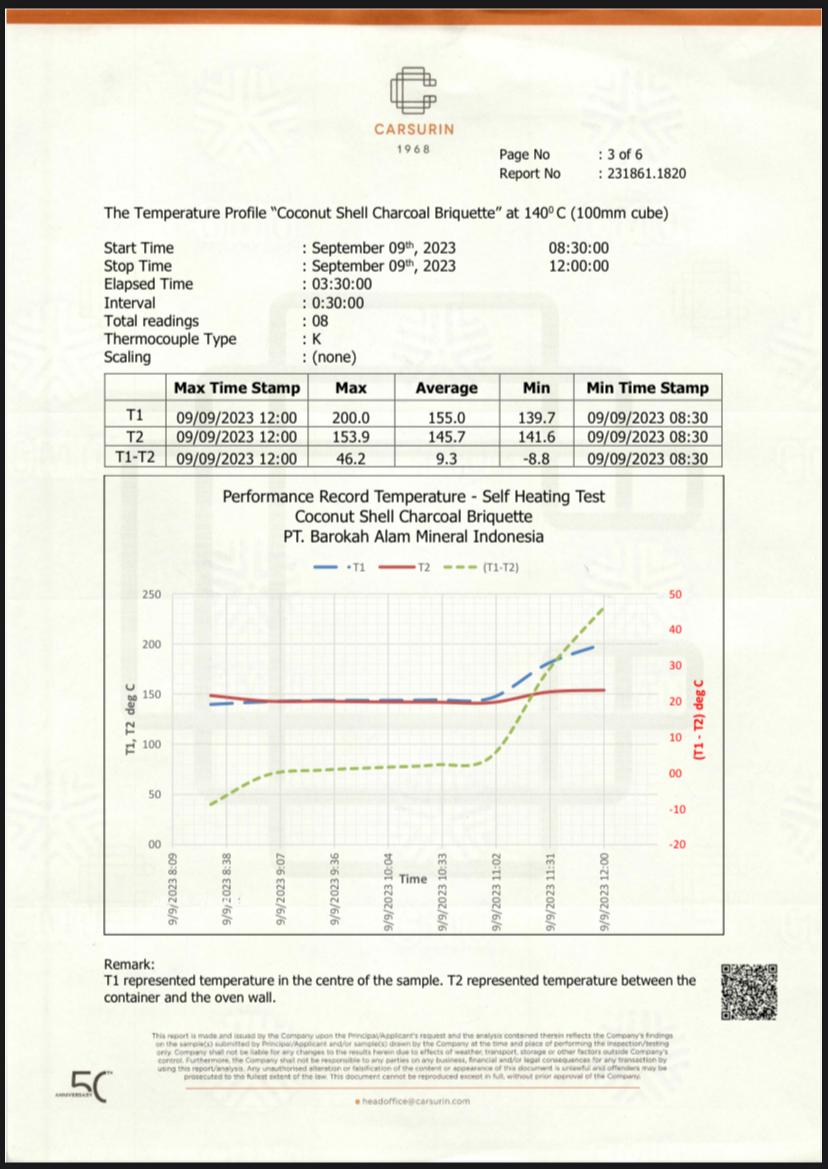 CARSURIN
1968
Page No : 3 of 6
Report No : 231861.1820
The Temperature Profile “Coconut Shell Charcoal Briquette” at 140⁰ C (100mm cube)
Start Time : September 09ᵗʰ, 2023 08:30:00
Stop Time : September 09ᵗʰ, 2023 12:00:00
Elapsed Time : 03:30:00
Interval : 0:30:00
Total readings : 08
Thermocouple Type : K
Scaling : (none)
Max Time Stamp Max Average Min Min Time Stamp
T1 09/09/2023 12:00 200.0 155.0 139.7 09/09/2023 08:30
T2 09/09/2023 12:00 153.9 145.7 141.6 09/09/2023 08:30
T1-T2 09/09/2023 12:00 46.2 9.3 -8.8 09/09/2023 08:30
Performance Record Temperature - Self Heating Test
Coconut Shell Charcoal Briquette
PT. Barokah Alam Mineral Indonesia
T1 T2 (T1-T2)
250 50
40
200
30
150 20
10
100
00
50
-10
00 -20
T1, T2 deg C
(T1 - T2) deg C
9/9/2023 8:09
9/9/2023 8:38
9/9/2023 9:07
9/9/2023 9:36
9/9/2023 10:04
9/9/2023 10:33
9/9/2023 11:02
9/9/2023 11:31
9/9/2023 12:00
Time
Remark:
T1 represented temperature in the centre of the sample. T2 represented temperature between the
container and the oven wall.
This report is made and issued by the Company upon the Principal/Applicant's request and the analysis contained therein reflects the Company's findings
on the sample(s) submitted by Principal/Applicant and/or sample(s) drawn by the Company at the time and place of performing the inspection/testing
only. Company shall not be liable for any changes to the results herein due to effects of weather, transport, storage or other factors outside Company's
control. Furthermore, the Company shall not be responsible to any parties on any business, financial and/or legal consequences for any transaction by
using this report/analysis. Any unauthorised alteration or falsification of the content or appearance of this document is unlawful and offenders may be
prosecuted to the fullest extent of the law. This document cannot be reproduced except in full, without prior approval of the Company.
50
ANNIVERSARY
headoffice@carsurin.com